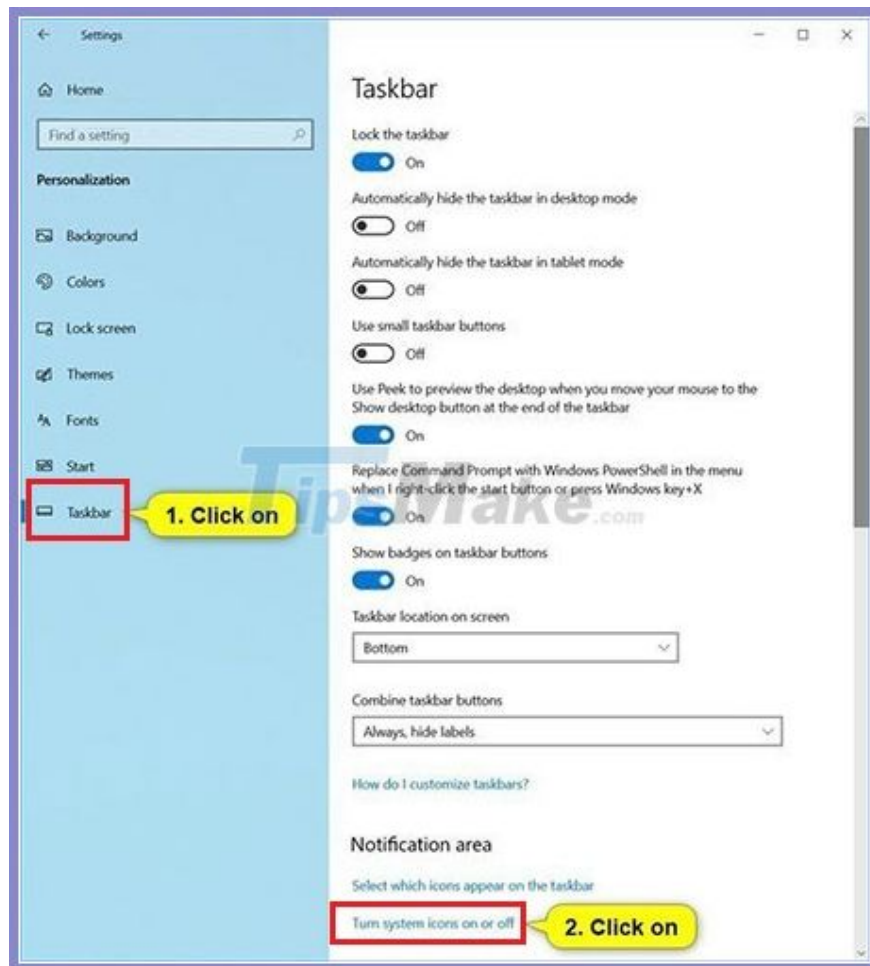 Settings
Home
Find a setting
Personalization
Background
Colors
Lock screen
Themes
Fonts
Start
Taskbar
1. Click on
Taskbar
Lock the taskbar
On
Automatically hide the taskbar in desktop mode
Off
Automatically hide the taskbar in tablet mode
Off
Use small taskbar buttons
Off
Use Peek to preview the desktop when you move your mouse to the
Show desktop button at the end of the taskbar
On
Replace Command Prompt with Windows PowerShell in the menu
when I right-click the start button or press Windows key+X
On
TipsMake.com
Show badges on taskbar buttons
On
Taskbar location on screen
Bottom
Combine taskbar buttons
Always, hide labels
How do I customize taskbars?
Notification area
Select which icons appear on the taskbar
Turn system icons on or off
2. Click on